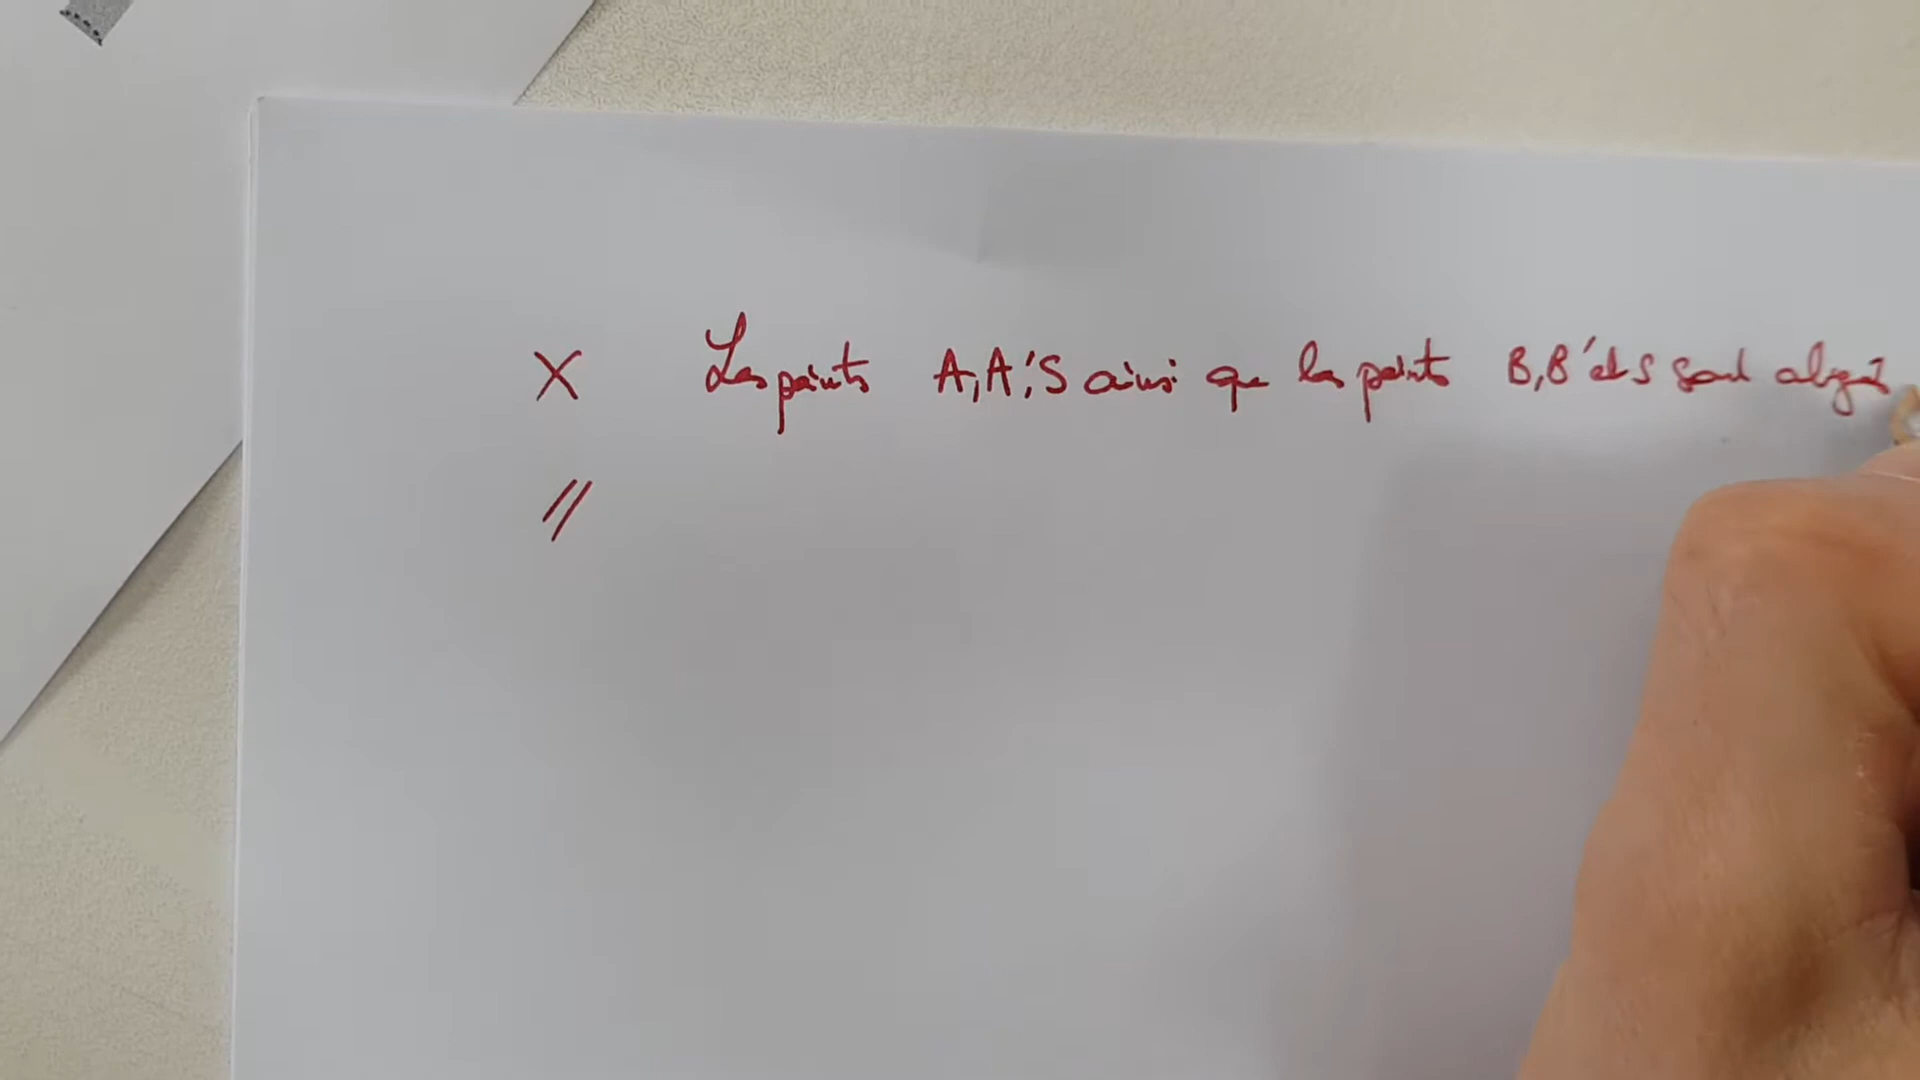 X Les points A, A', S ainsi que les points B, B' et S sont aligné
//